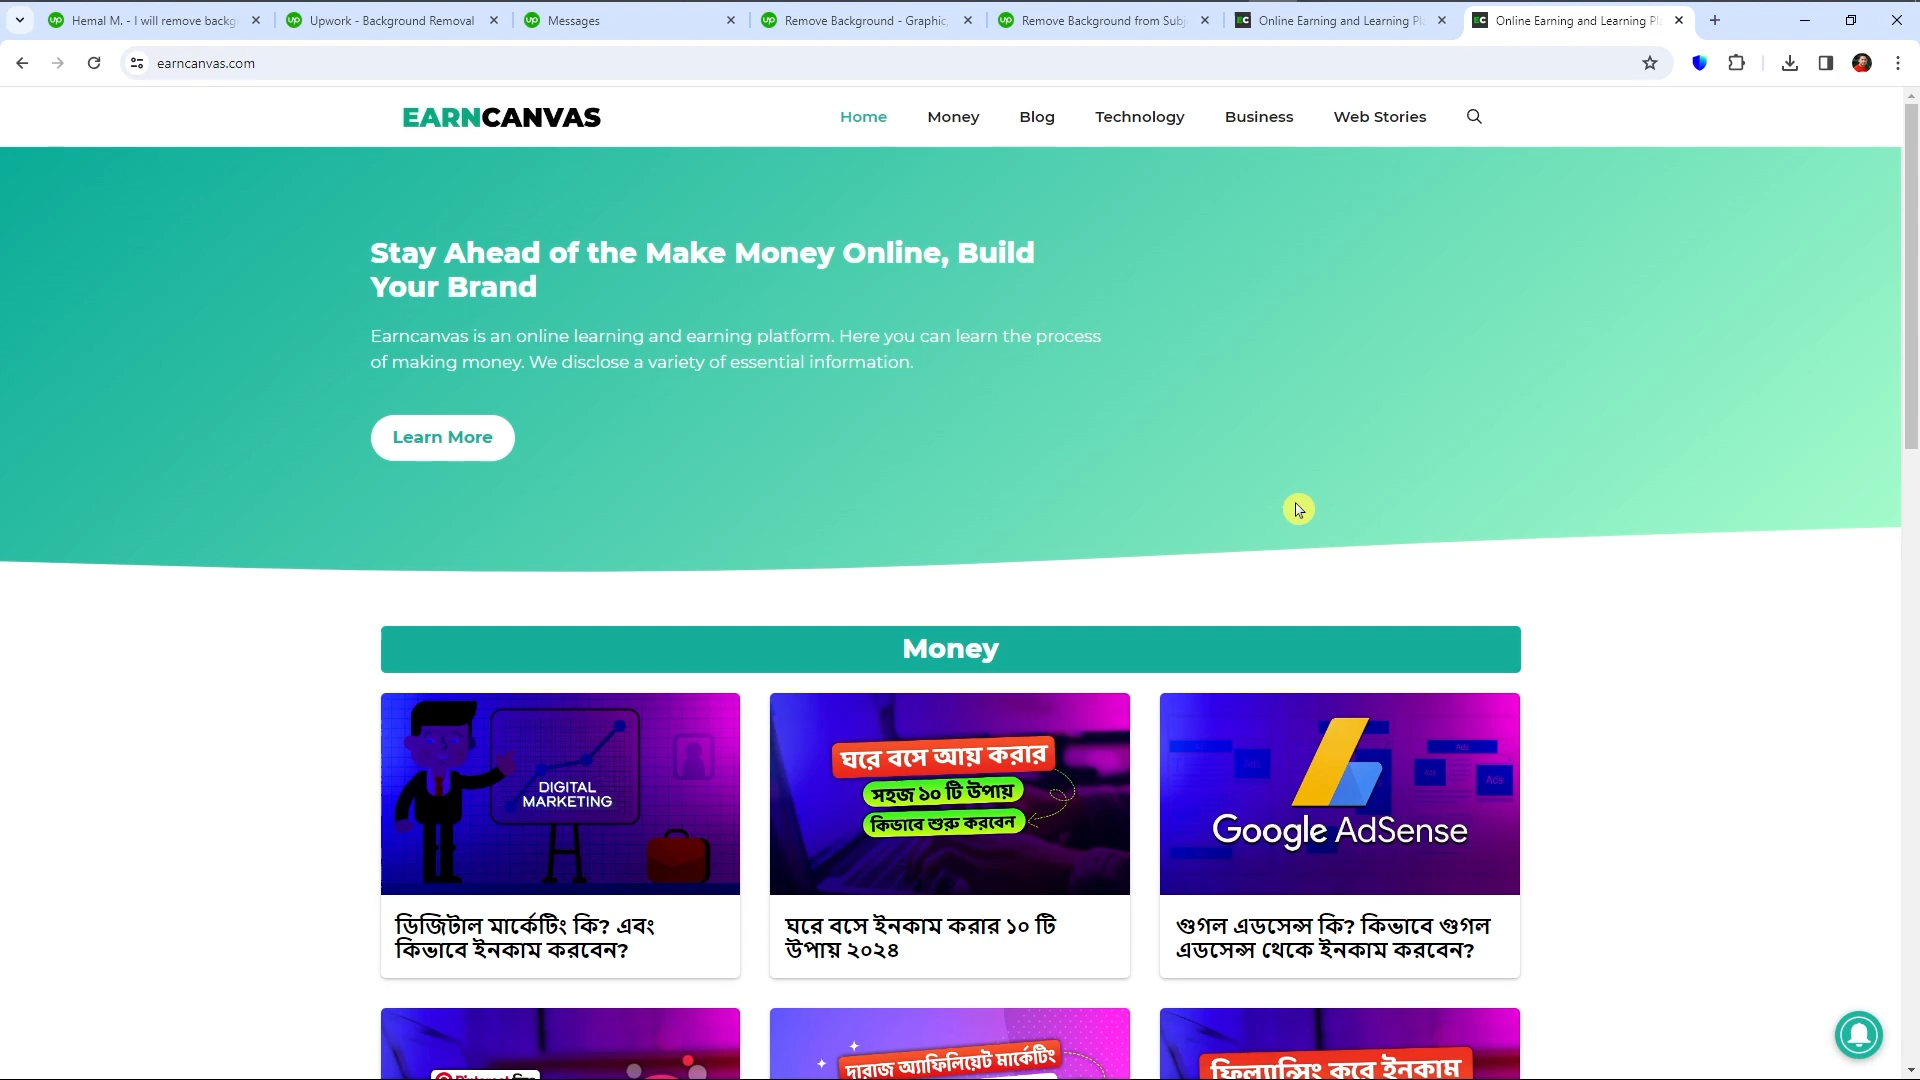 Hemal M. - I will remove backg
Upwork - Background Removal
Messages
Remove Background - Graphic,
Remove Background from Subj
Online Earning and Learning Pl
Online Earning and Learning Pl
earncanvas.com
EARNCANVAS
Home
Money
Blog
Technology
Business
Web Stories
Stay Ahead of the Make Money Online, Build
Your Brand
Earncanvas is an online learning and earning platform. Here you can learn the process
of making money. We disclose a variety of essential information.
Learn More
Money
DIGITAL
MARKETING
ঘরে বসে আয় করার
সহজ ১০ টি উপায়
কিভাবে শুরু করবেন
Ads
Ads
Ads
Google AdSense
ডিজিটাল মার্কেটিং কি? এবং
কিভাবে ইনকাম করবেন?
ঘরে বসে ইনকাম করার ১০ টি
উপায় ২০২৪
গুগল এডসেন্স কি? কিভাবে গুগল
এডসেন্স থেকে ইনকাম করবেন?
দারাজ অ্যাফিলিয়েট মার্কেটিং
ফ্রিল্যান্সিং করে ইনকাম